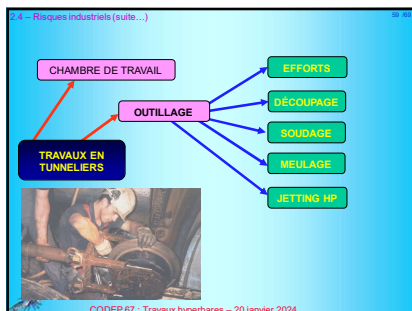 2.4 – Risques industriels (suite…)
59 /69
CHAMBRE DE TRAVAIL
EFFORTS
DÉCOUPAGE
OUTILLAGE
SOUDAGE
TRAVAUX EN
TUNNELIERS
MEULAGE
JETTING HP
CODEP 67 : Travaux hyperbares – 20 janvier 2024